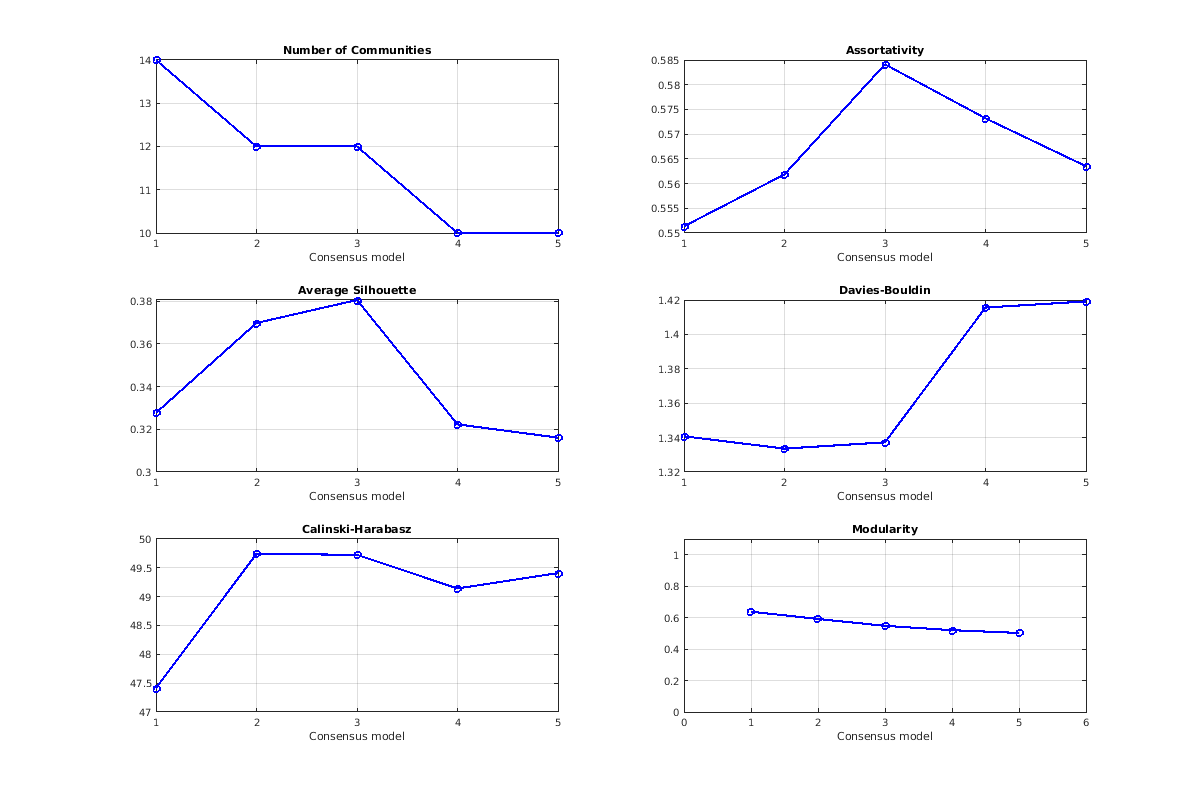 Number of Communities
14
13
12
11
10
1 2 3 4 5
Consensus model
Assortativity
0.585
0.58
0.575
0.57
0.565
0.56
0.555
0.55
1 2 3 4 5
Consensus model
Average Silhouette
0.38
0.36
0.34
0.32
0.3
1 2 3 4 5
Consensus model
Davies-Bouldin
1.42
1.4
1.38
1.36
1.34
1.32
1 2 3 4 5
Consensus model
Calinski-Harabasz
50
49.5
49
48.5
48
47.5
47
1 2 3 4 5
Consensus model
Modularity
1
0.8
0.6
0.4
0.2
0
0 1 2 3 4 5 6
Consensus model